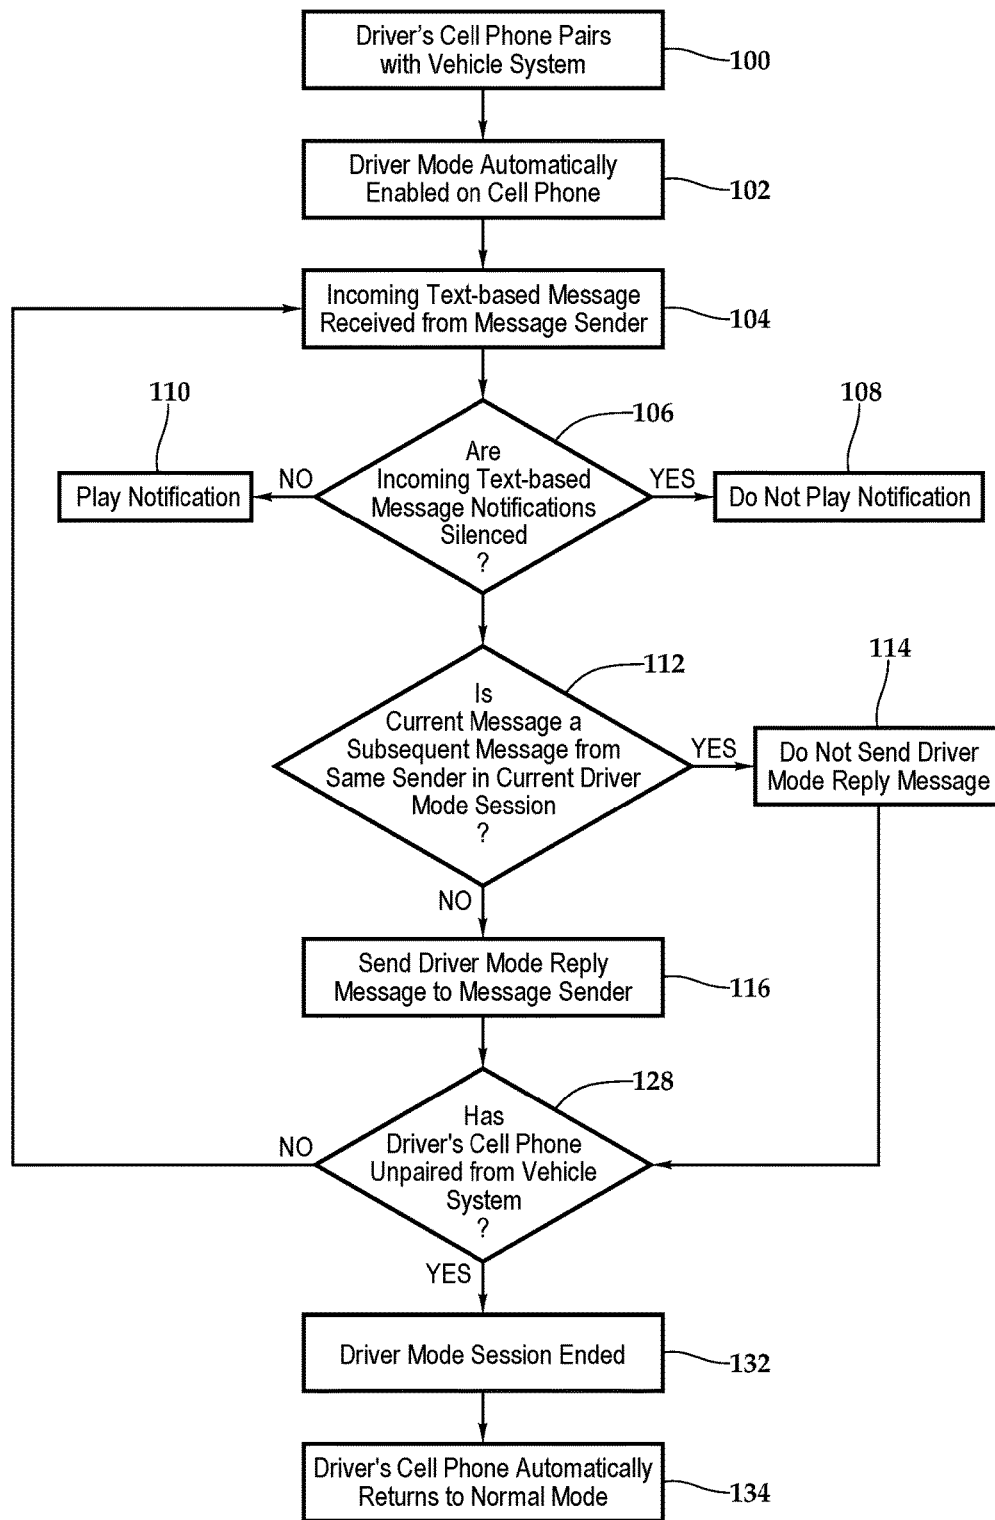 Driver's Cell Phone Pairs
with Vehicle System
100
Driver Mode Automatically
Enabled on Cell Phone
102
Incoming Text-based Message
Received from Message Sender
104
110
108
106
Are
Incoming Text-based
Message Notifications
Silenced
?
NO
YES
Play Notification
Do Not Play Notification
112
114
Is
Current Message a
Subsequent Message from
Same Sender in Current Driver
Mode Session
?
YES
Do Not Send Driver
Mode Reply Message
NO
Send Driver Mode Reply
Message to Message Sender
116
128
Has
Driver's Cell Phone
Unpaired from Vehicle
System
?
NO
YES
Driver Mode Session Ended
132
Driver's Cell Phone Automatically
Returns to Normal Mode
134